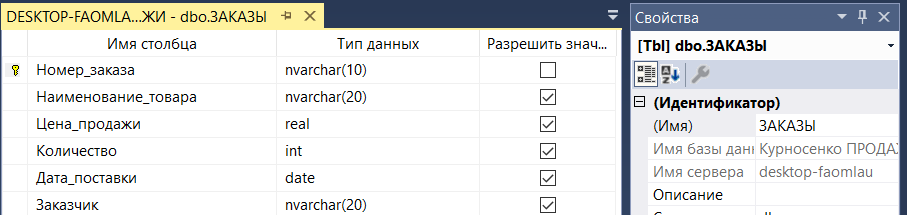 DESKTOP-FAOMLA...ЖИ - dbo.ЗАКАЗЫ
Имя столбца Тип данных Разрешить знач...
Номер_заказа nvarchar(10)
Наименование_товара nvarchar(20)
Цена_продажи real
Количество int
Дата_поставки date
Заказчик nvarchar(20)
Свойства
[Tbl] dbo.ЗАКАЗЫ
(Идентификатор)
(Имя) ЗАКАЗЫ
Имя базы данн Курносенко ПРОДАЖ
Имя сервера desktop-faomlau
Описание